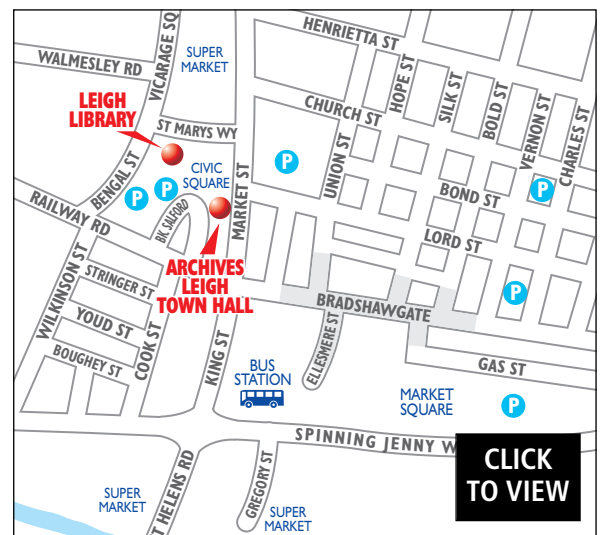 HENRIETTA ST
WALMESLEY RD
VICARAGE SQ
SUPER
MARKET
HOPE ST
SILK ST
BOLD ST
VERNON ST
CHARLES ST
LEIGH
LIBRARY
CHURCH ST
ST MARYS WY
CIVIC
SQUARE
P
UNION ST
BENGAL ST
P
P
MARKET ST
BOND ST
P
RAILWAY RD
BK. SALFORD
LORD ST
ARCHIVES
LEIGH
TOWN HALL
WILKINSON ST
STRINGER ST
P
BRADSHAWGATE
YOUD ST
COOK ST
KING ST
ELLESMERE ST
BOUGHEY ST
BUS
STATION
GAS ST
MARKET
SQUARE
P
SPINNING JENNY W
CLICK
TO VIEW
T HELENS RD
GREGORY ST
SUPER
MARKET
SUPER
MARKET